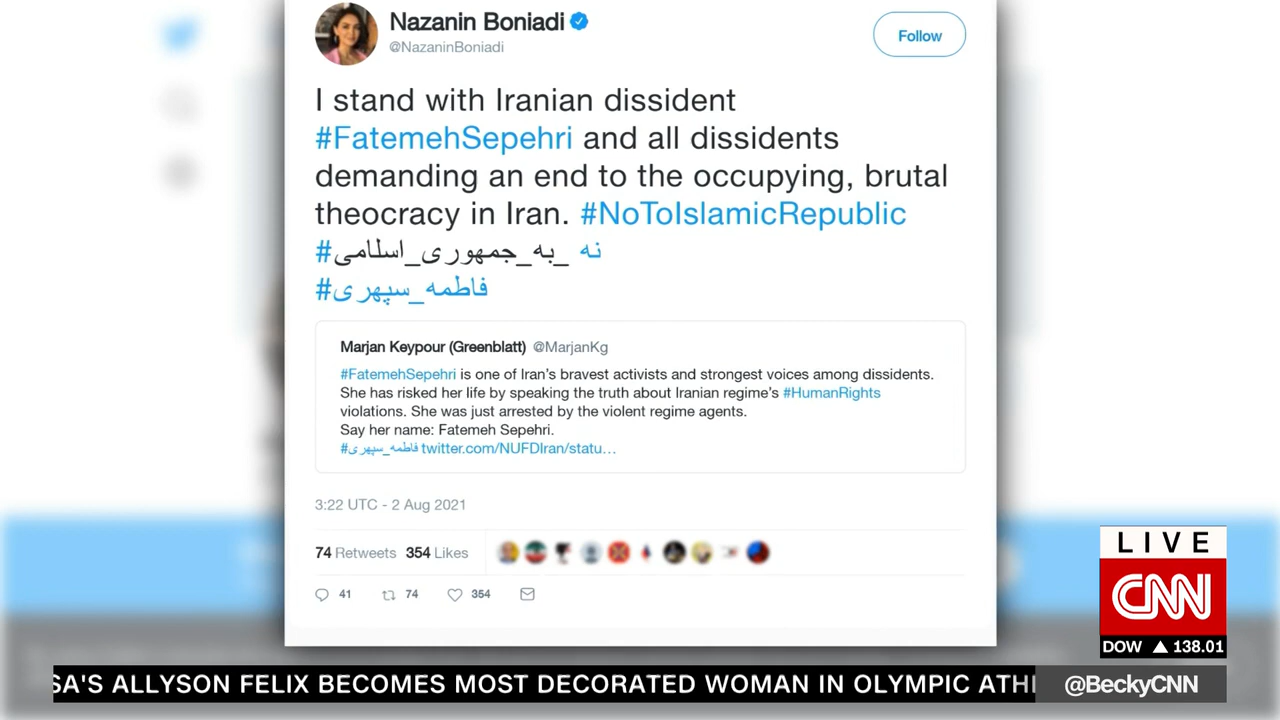 Nazanin Boniadi
@NazaninBoniadi
Follow
I stand with Iranian dissident
#FatemehSepehri and all dissidents
demanding an end to the occupying, brutal
theocracy in Iran. #NoToIslamicRepublic
#نه _به_جمهوری_اسلامی
#فاطمه_سپهری
Marjan Keypour (Greenblatt) @MarjanKg
#FatemehSepehri is one of Iran's bravest activists and strongest voices among dissidents.
She has risked her life by speaking the truth about Iranian regime's #HumanRights
violations. She was just arrested by the violent regime agents.
Say her name: Fatemeh Sepehri.
#فاطمه_سپهری twitter.com/NUFDIran/statu…
3:22 UTC - 2 Aug 2021
74 Retweets 354 Likes
41 74 354
LIVE
CNN
DOW ▲ 138.01
SA'S ALLYSON FELIX BECOMES MOST DECORATED WOMAN IN OLYMPIC ATH
@BeckyCNN